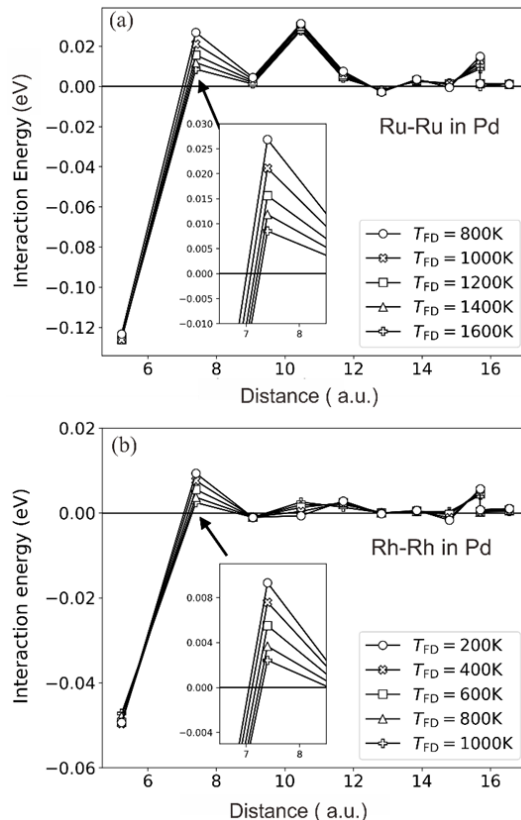 (a)
0.02
0.00
−0.02
−0.04
−0.06
−0.08
−0.10
−0.12
Interaction Energy (eV)
Ru-Ru in Pd
0.030
0.025
0.020
0.015
0.010
0.005
0.000
−0.005
−0.010
7 8
T_FD = 800K
T_FD = 1000K
T_FD = 1200K
T_FD = 1400K
T_FD = 1600K
6 8 10 12 14 16
Distance ( a.u.)
(b)
0.02
0.00
−0.02
−0.04
−0.06
Interaction energy (eV)
Rh-Rh in Pd
0.008
0.004
0.000
−0.004
7 8
T_FD = 200K
T_FD = 400K
T_FD = 600K
T_FD = 800K
T_FD = 1000K
6 8 10 12 14 16
Distance ( a.u.)